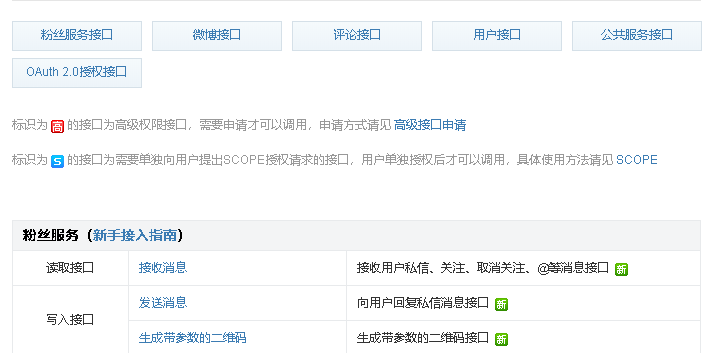 粉丝服务接口 微博接口 评论接口 用户接口 公共服务接口
OAuth 2.0授权接口
标识为 高 的接口为高级权限接口，需要申请才可以调用，申请方式请见 高级接口申请
标识为 S 的接口为需要单独向用户提出SCOPE授权请求的接口，用户单独授权后才可以调用，具体使用方法请见 SCOPE
粉丝服务（新手接入指南）
读取接口 接收消息 接收用户私信、关注、取消关注、@等消息接口 新
写入接口
发送消息 向用户回复私信消息接口 新
生成带参数的二维码 生成带参数的二维码接口 新